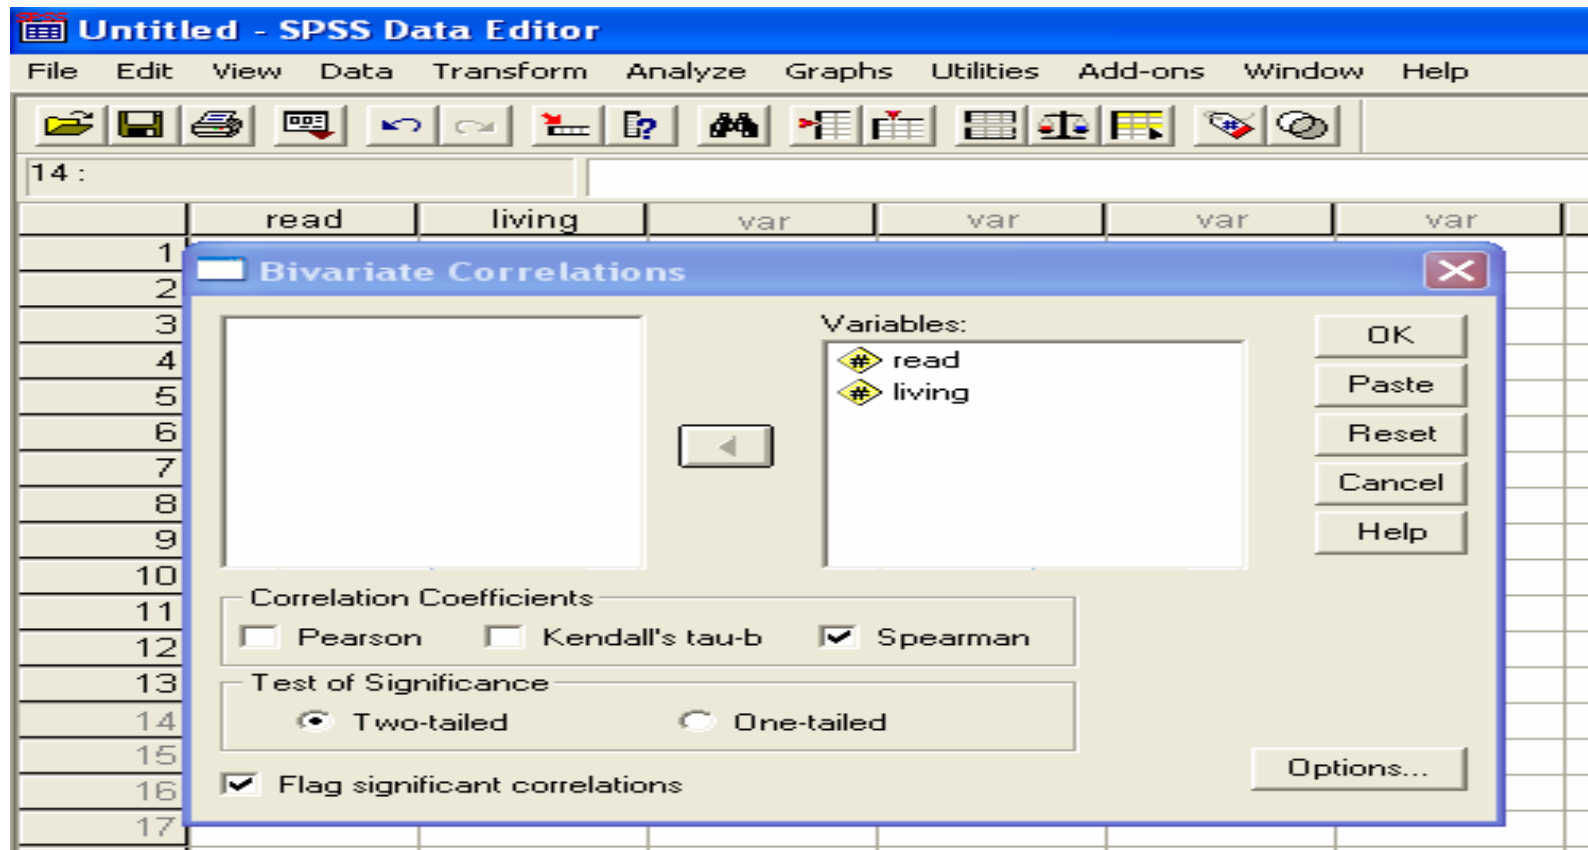 Untitled - SPSS Data Editor
File Edit View Data Transform Analyze Graphs Utilities Add-ons Window Help
14 :
read living var var var var
1
Bivariate Correlations
2
3
Variables:
OK
4
read
5
living
Paste
6
Reset
7
8
Cancel
9
Help
10
Correlation Coefficients
11
12
Pearson Kendall's tau-b Spearman
13
Test of Significance
14
Two-tailed One-tailed
15
Options...
16
Flag significant correlations
17